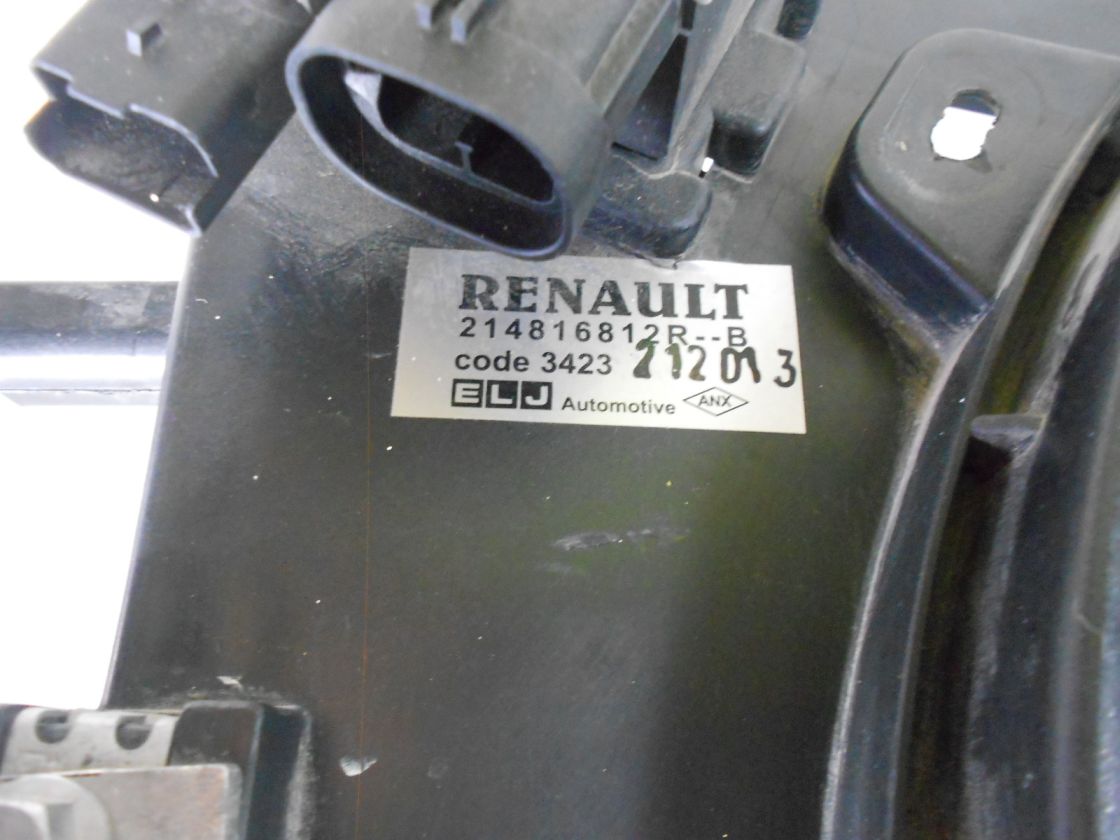 RENAULT
214816812R--B
code 3423 212013
ELJ Automotive ANX